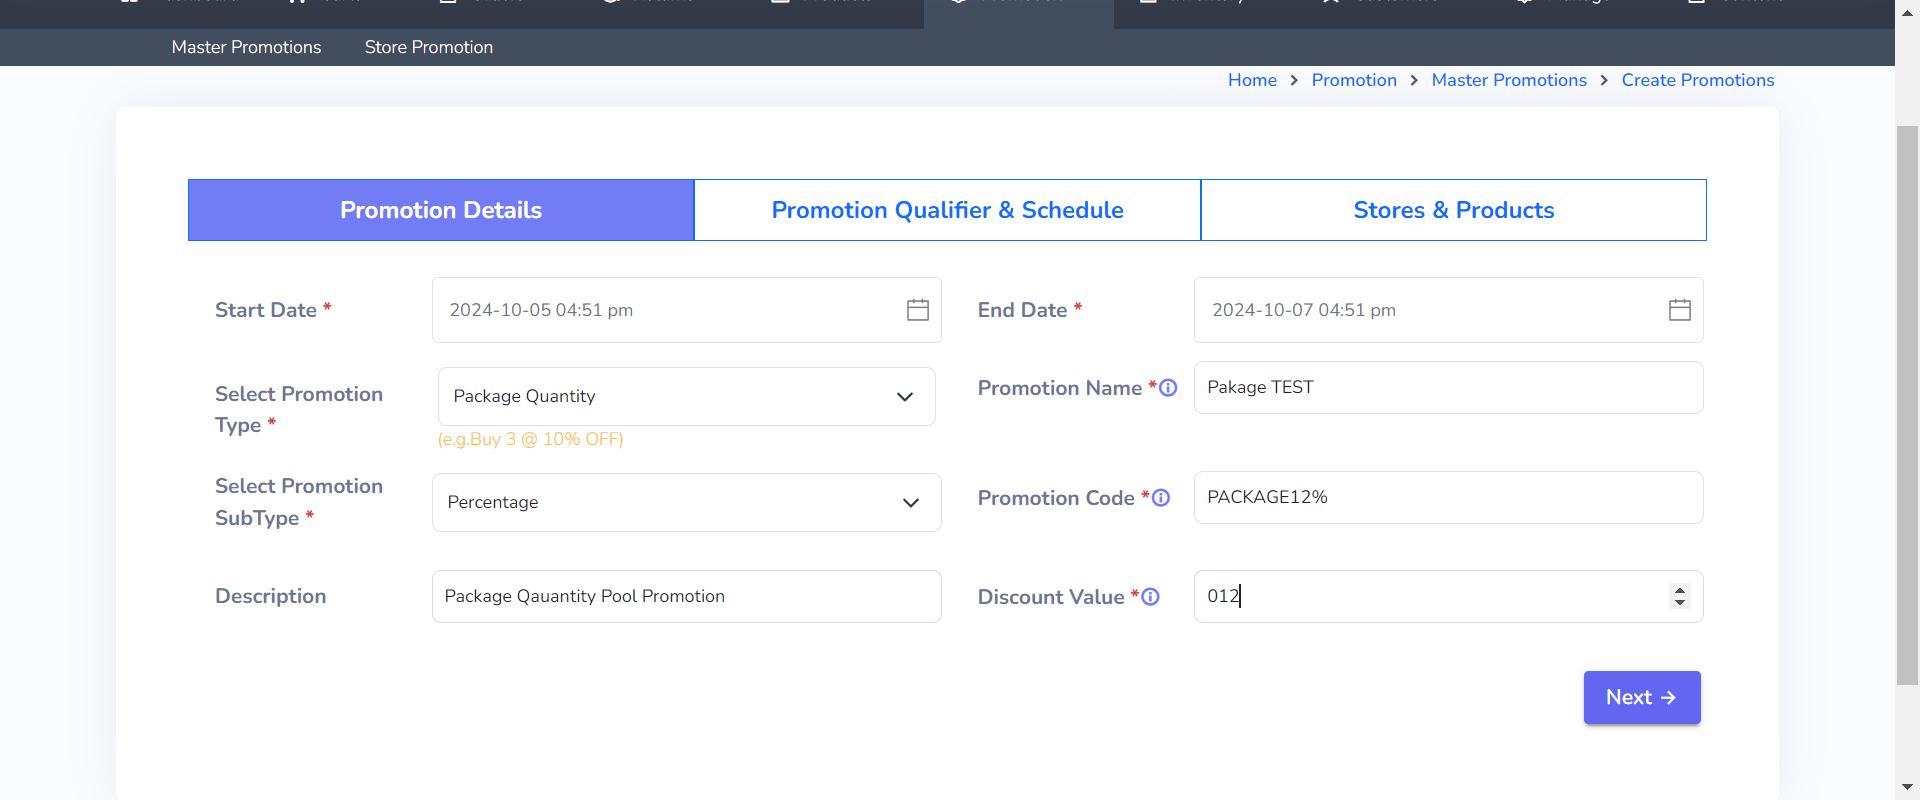 Master Promotions Store Promotion
Home > Promotion > Master Promotions > Create Promotions
Promotion Details Promotion Qualifier & Schedule Stores & Products
Start Date * 2024-10-05 04:51 pm End Date * 2024-10-07 04:51 pm
Select Promotion Type * Package Quantity Promotion Name * Pakage TEST
(e.g.Buy 3 @ 10% OFF)
Select Promotion SubType * Percentage Promotion Code * PACKAGE12%
Description Package Qauantity Pool Promotion Discount Value * 012
Next →